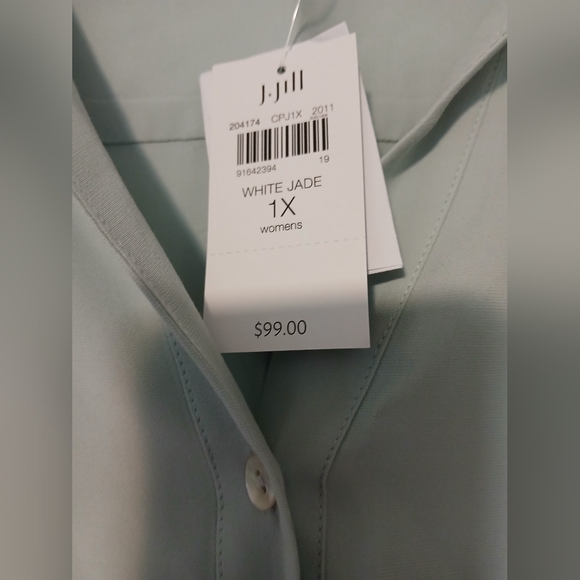 J.Jill
204174 CPJ1X 2011
91642394 19
WHITE JADE
1X
womens
$99.00